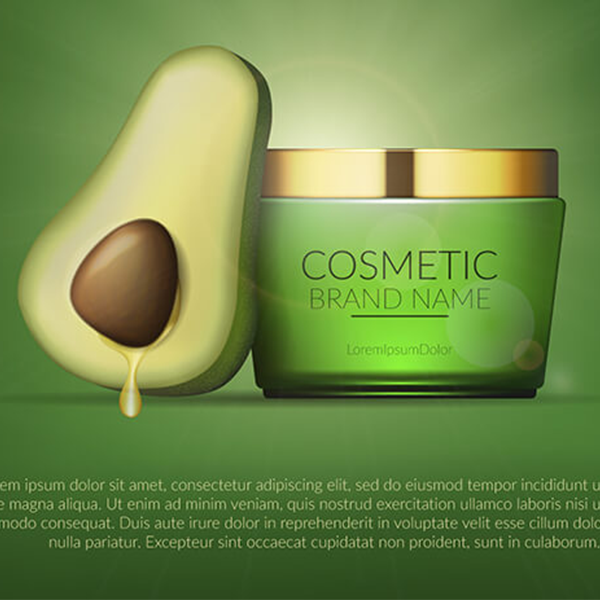 COSMETIC
BRAND NAME
LoremIpsumDolor
em ipsum dolor sit amet, consectetur adipiscing elit, sed do eiusmod tempor incididunt u
e magna aliqua. Ut enim ad minim veniam, quis nostrud exercitation ullamco laboris nisi u
modo consequat. Duis aute irure dolor in reprehenderit in voluptate velit esse cillum dolo
nulla pariatur. Excepteur sint occaecat cupidatat non proident, sunt in culaborum.